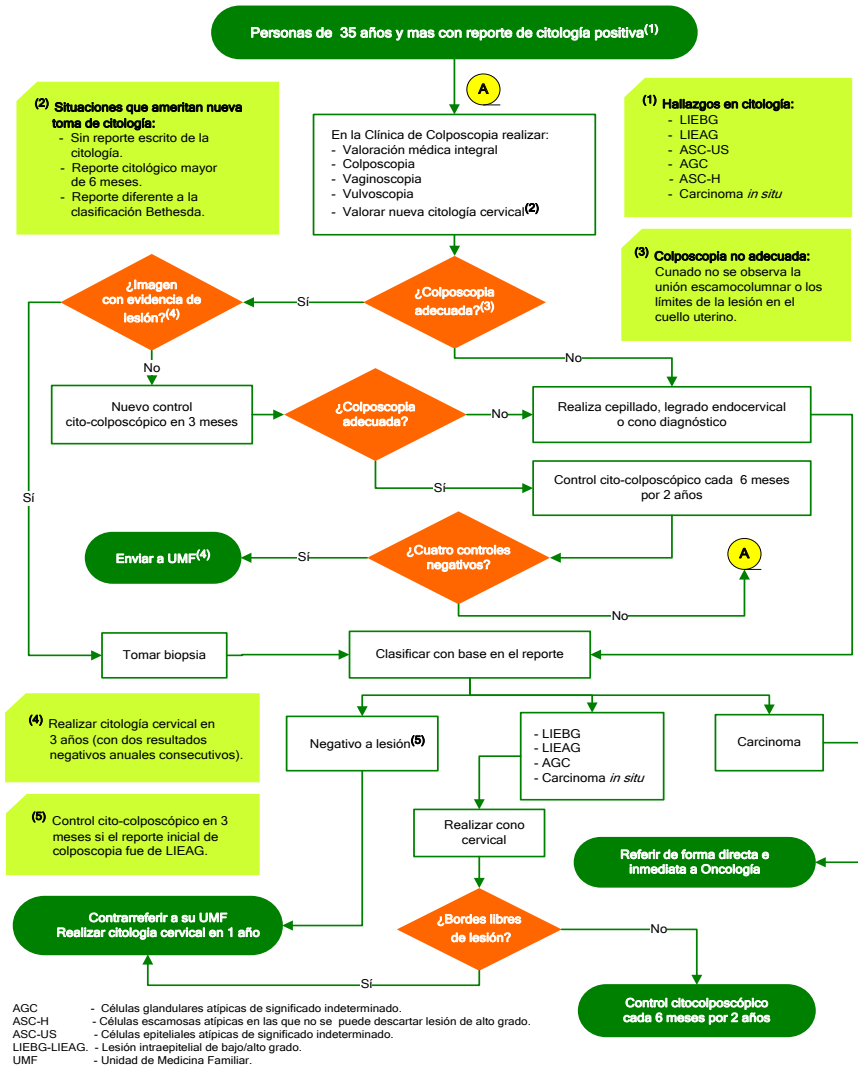 Personas de 35 años y mas con reporte de citología positiva(1)
A
(2) Situaciones que ameritan nueva
toma de citología:
- Sin reporte escrito de la
citología.
- Reporte citológico mayor
de 6 meses.
- Reporte diferente a la
clasificación Bethesda.
En la Clínica de Colposcopia realizar:
- Valoración médica integral
- Colposcopia
- Vaginoscopia
- Vulvoscopia
- Valorar nueva citología cervical(2)
(1) Hallazgos en citología:
- LIEBG
- LIEAG
- ASC-US
- AGC
- ASC-H
- Carcinoma in situ
(3) Colposcopia no adecuada:
Cunado no se observa la
unión escamocolumnar o los
límites de la lesión en el
cuello uterino.
¿Imagen
con evidencia de
lesión?(4)
Sí
¿Colposcopia
adecuada?(3)
No
No
Nuevo control
cito-colposcópico en 3 meses
¿Colposcopia
adecuada?
No
Realiza cepillado, legrado endocervical
o cono diagnóstico
Sí
Sí
Control cito-colposcópico cada 6 meses
por 2 años
Enviar a UMF(4)
Sí
¿Cuatro controles
negativos?
A
No
Tomar biopsia
Clasificar con base en el reporte
(4) Realizar citología cervical en
3 años (con dos resultados
negativos anuales consecutivos).
Negativo a lesión(5)
- LIEBG
- LIEAG
- AGC
- Carcinoma in situ
Carcinoma
(5) Control cito-colposcópico en 3
meses si el reporte inicial de
colposcopia fue de LIEAG.
Realizar cono
cervical
Referir de forma directa e
inmediata a Oncología
Contrarreferir a su UMF
Realizar citologia cervical en 1 año
¿Bordes libres
de lesión?
No
Sí
Control citocolposcópico
cada 6 meses por 2 años
AGC - Células glandulares atípicas de significado indeterminado.
ASC-H - Células escamosas atípicas en las que no se puede descartar lesión de alto grado.
ASC-US - Células epiteliales atípicas de significado indeterminado.
LIEBG-LIEAG. - Lesión intraepitelial de bajo/alto grado.
UMF - Unidad de Medicina Familiar.